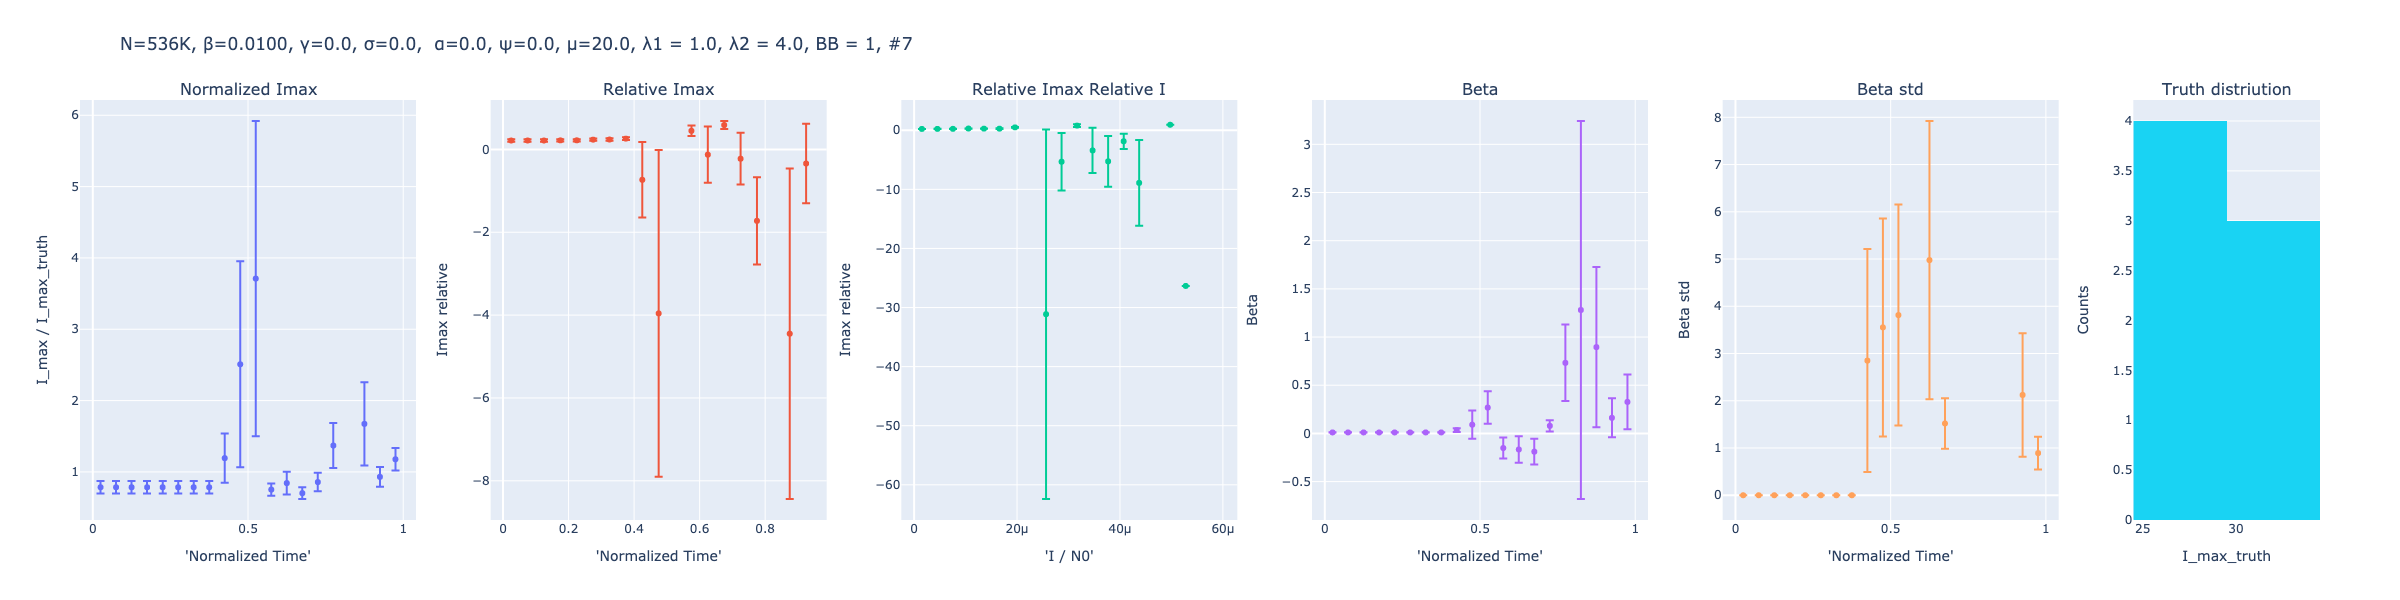 N=536K, β=0.0100, γ=0.0, σ=0.0,  α=0.0, ψ=0.0, μ=20.0, λ1 = 1.0, λ2 = 4.0, BB = 1, #7
Normalized Imax
I_max / I_max_truth
6
5
4
3
2
1
0
0.5
1
'Normalized Time'
Relative Imax
Imax relative
0
−2
−4
−6
−8
0
0.2
0.4
0.6
0.8
'Normalized Time'
Relative Imax Relative I
Imax relative
0
−10
−20
−30
−40
−50
−60
0
20μ
40μ
60μ
'I / N0'
Beta
Beta
3
2.5
2
1.5
1
0.5
0
−0.5
0
0.5
1
'Normalized Time'
Beta std
Beta std
8
7
6
5
4
3
2
1
0
0
0.5
1
'Normalized Time'
Truth distriution
Counts
4
3.5
3
2.5
2
1.5
1
0.5
0
25
30
I_max_truth